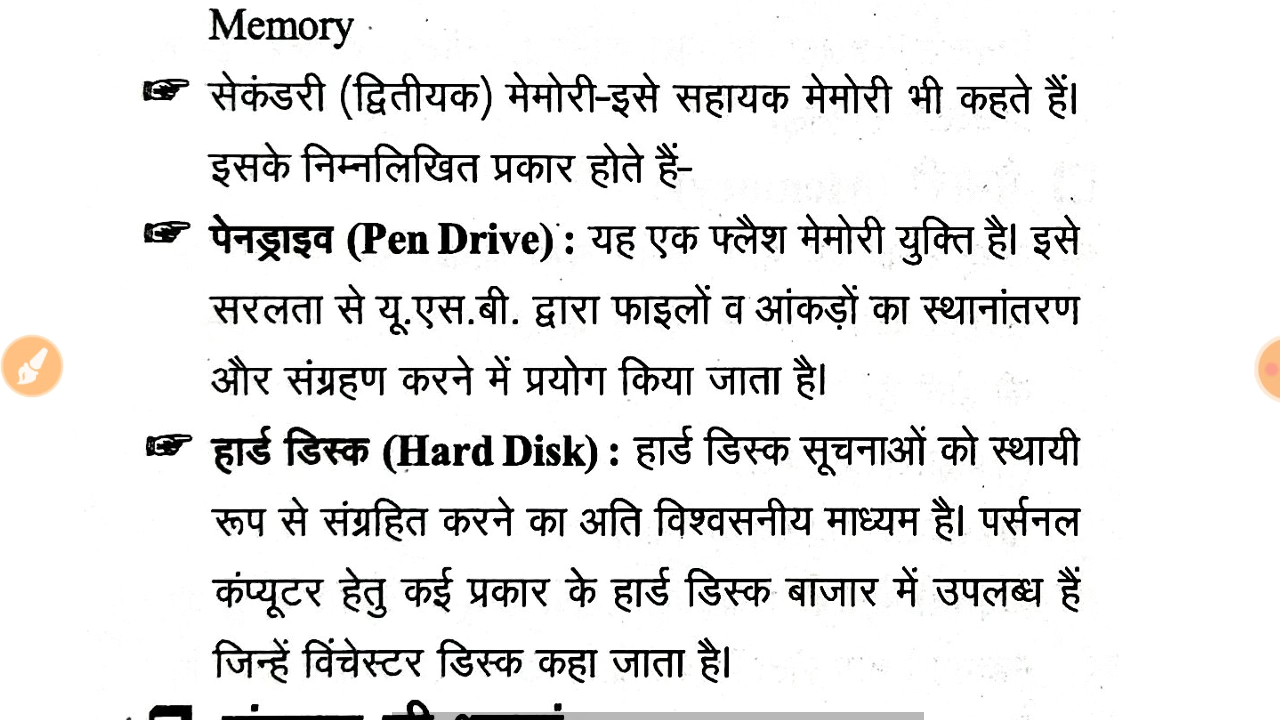 Memory
☞ सेकंडरी (द्वितीयक) मेमोरी-इसे सहायक मेमोरी भी कहते हैं।
इसके निम्नलिखित प्रकार होते हैं-
☞ पेनड्राइव (Pen Drive) : यह एक फ्लैश मेमोरी युक्ति है। इसे
सरलता से यू.एस.बी. द्वारा फाइलों व आंकड़ों का स्थानांतरण
और संग्रहण करने में प्रयोग किया जाता है।
☞ हार्ड डिस्क (Hard Disk) : हार्ड डिस्क सूचनाओं को स्थायी
रूप से संग्रहित करने का अति विश्वसनीय माध्यम है। पर्सनल
कंप्यूटर हेतु कई प्रकार के हार्ड डिस्क बाजार में उपलब्ध हैं
जिन्हें विंचेस्टर डिस्क कहा जाता है।